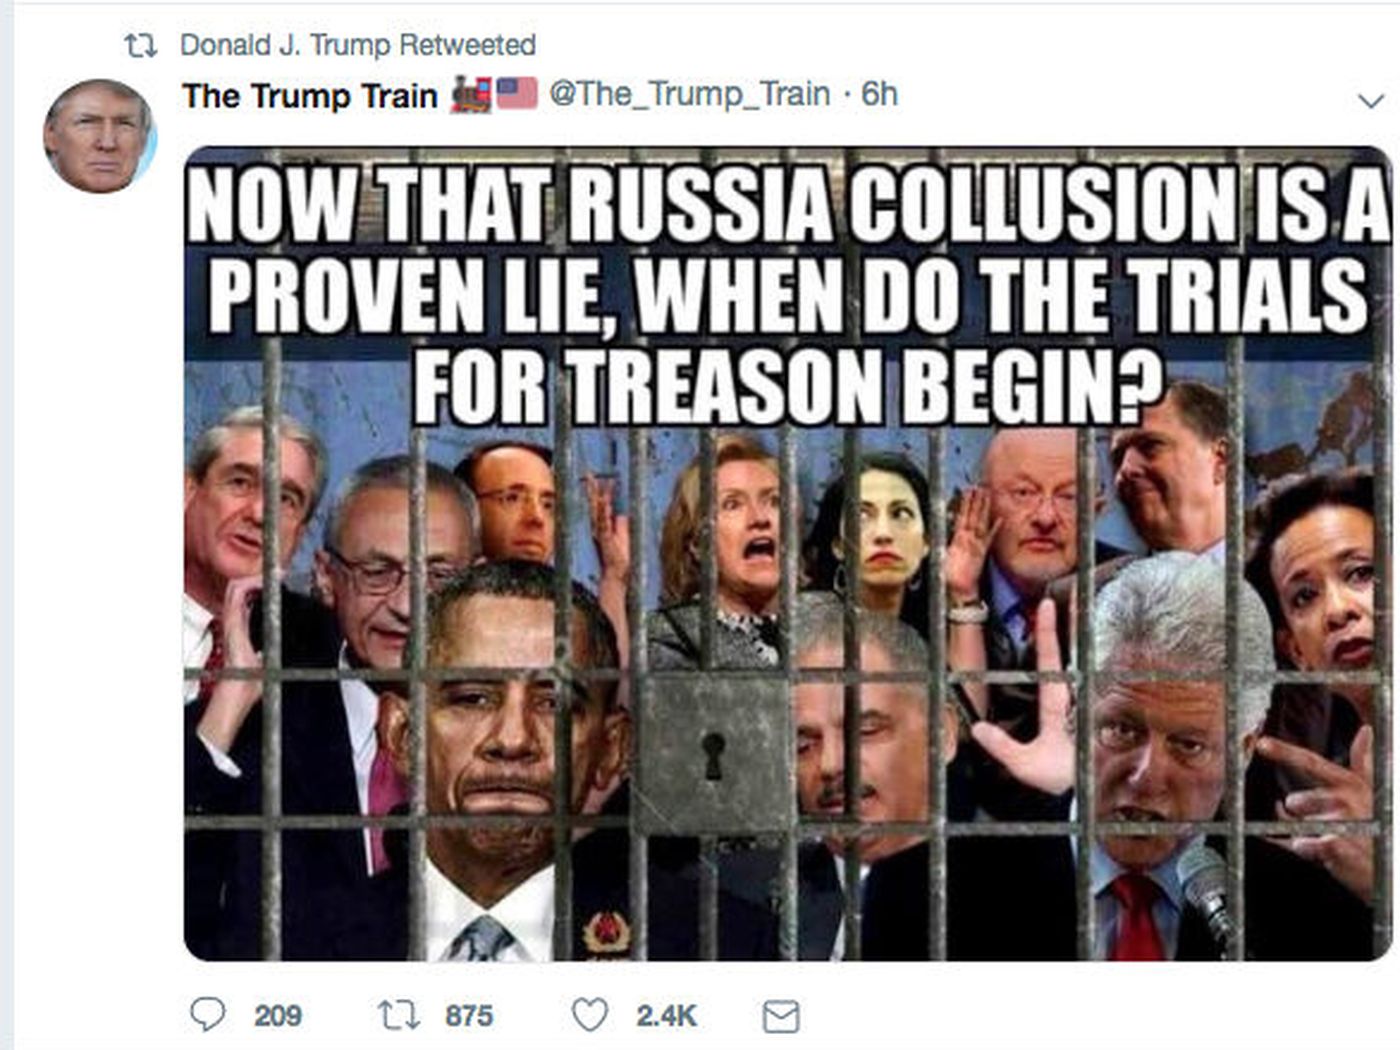 Donald J. Trump Retweeted
The Trump Train 🚂🇺🇸 @The_Trump_Train · 6h
NOW THAT RUSSIA COLLUSION IS A
PROVEN LIE, WHEN DO THE TRIALS
FOR TREASON BEGIN?
209 875 2.4K